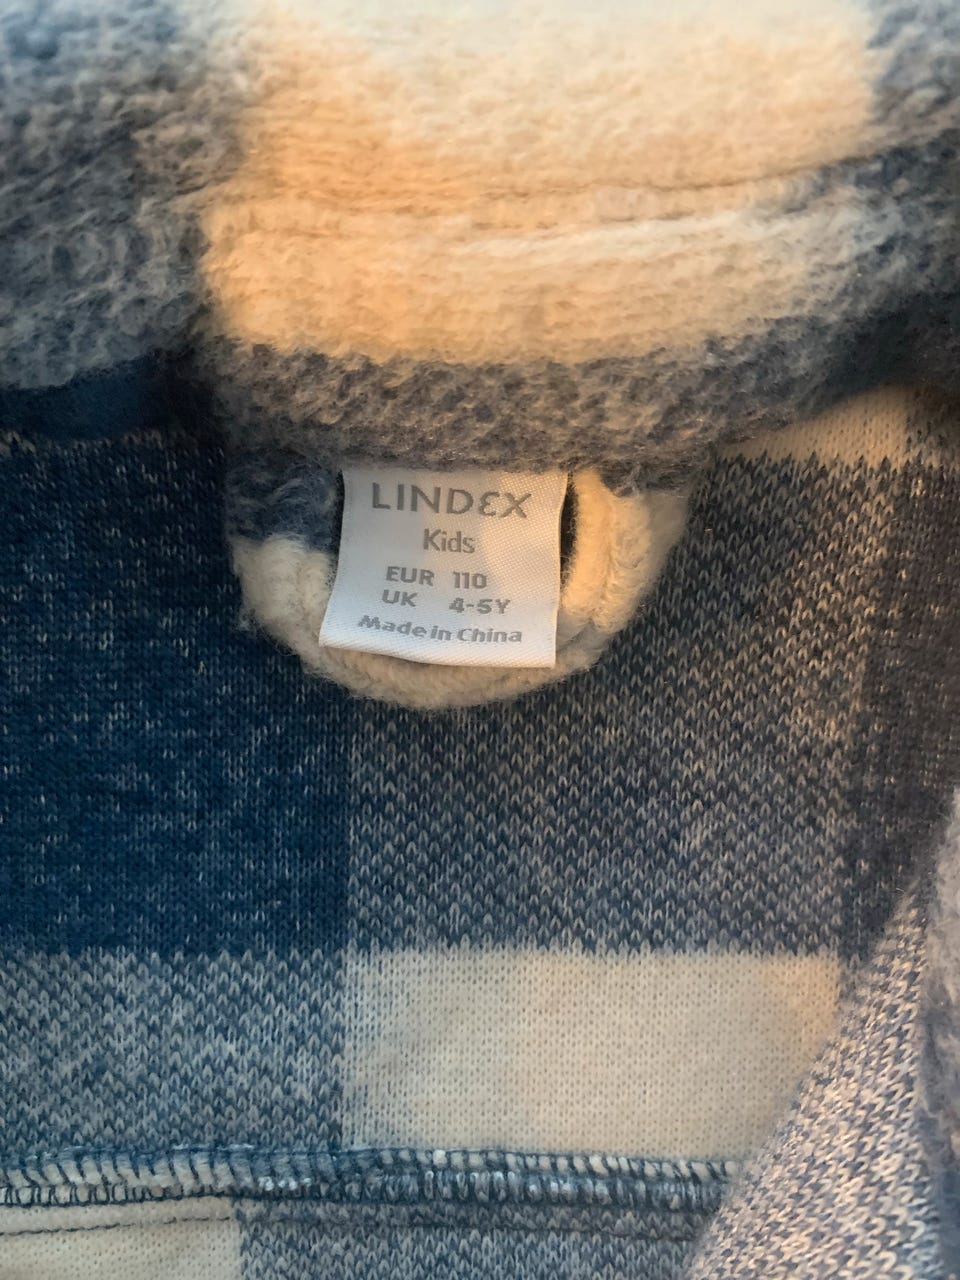 LINDEX
Kids
EUR 110
UK 4-5Y
Made in China